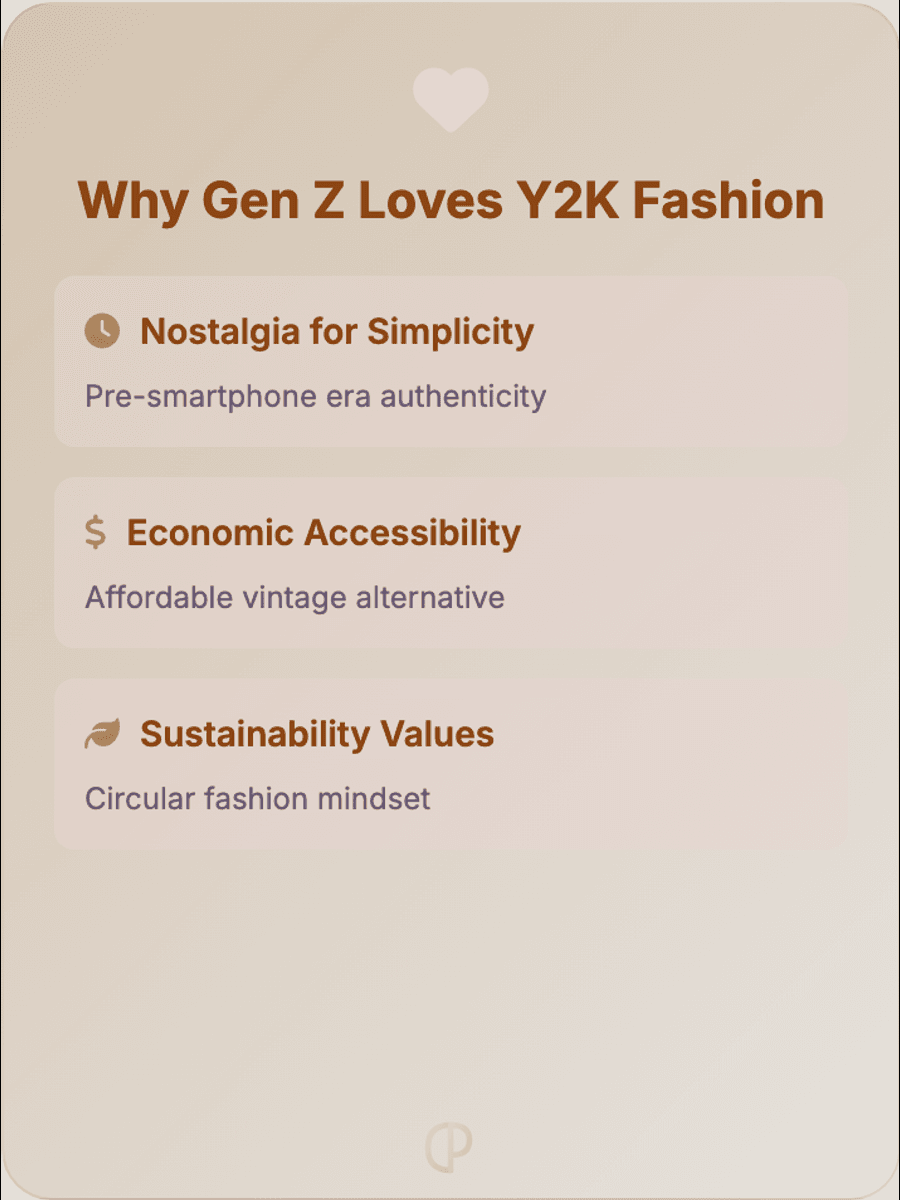 Why Gen Z Loves Y2K Fashion
Nostalgia for Simplicity
Pre-smartphone era authenticity
$ Economic Accessibility
Affordable vintage alternative
Sustainability Values
Circular fashion mindset